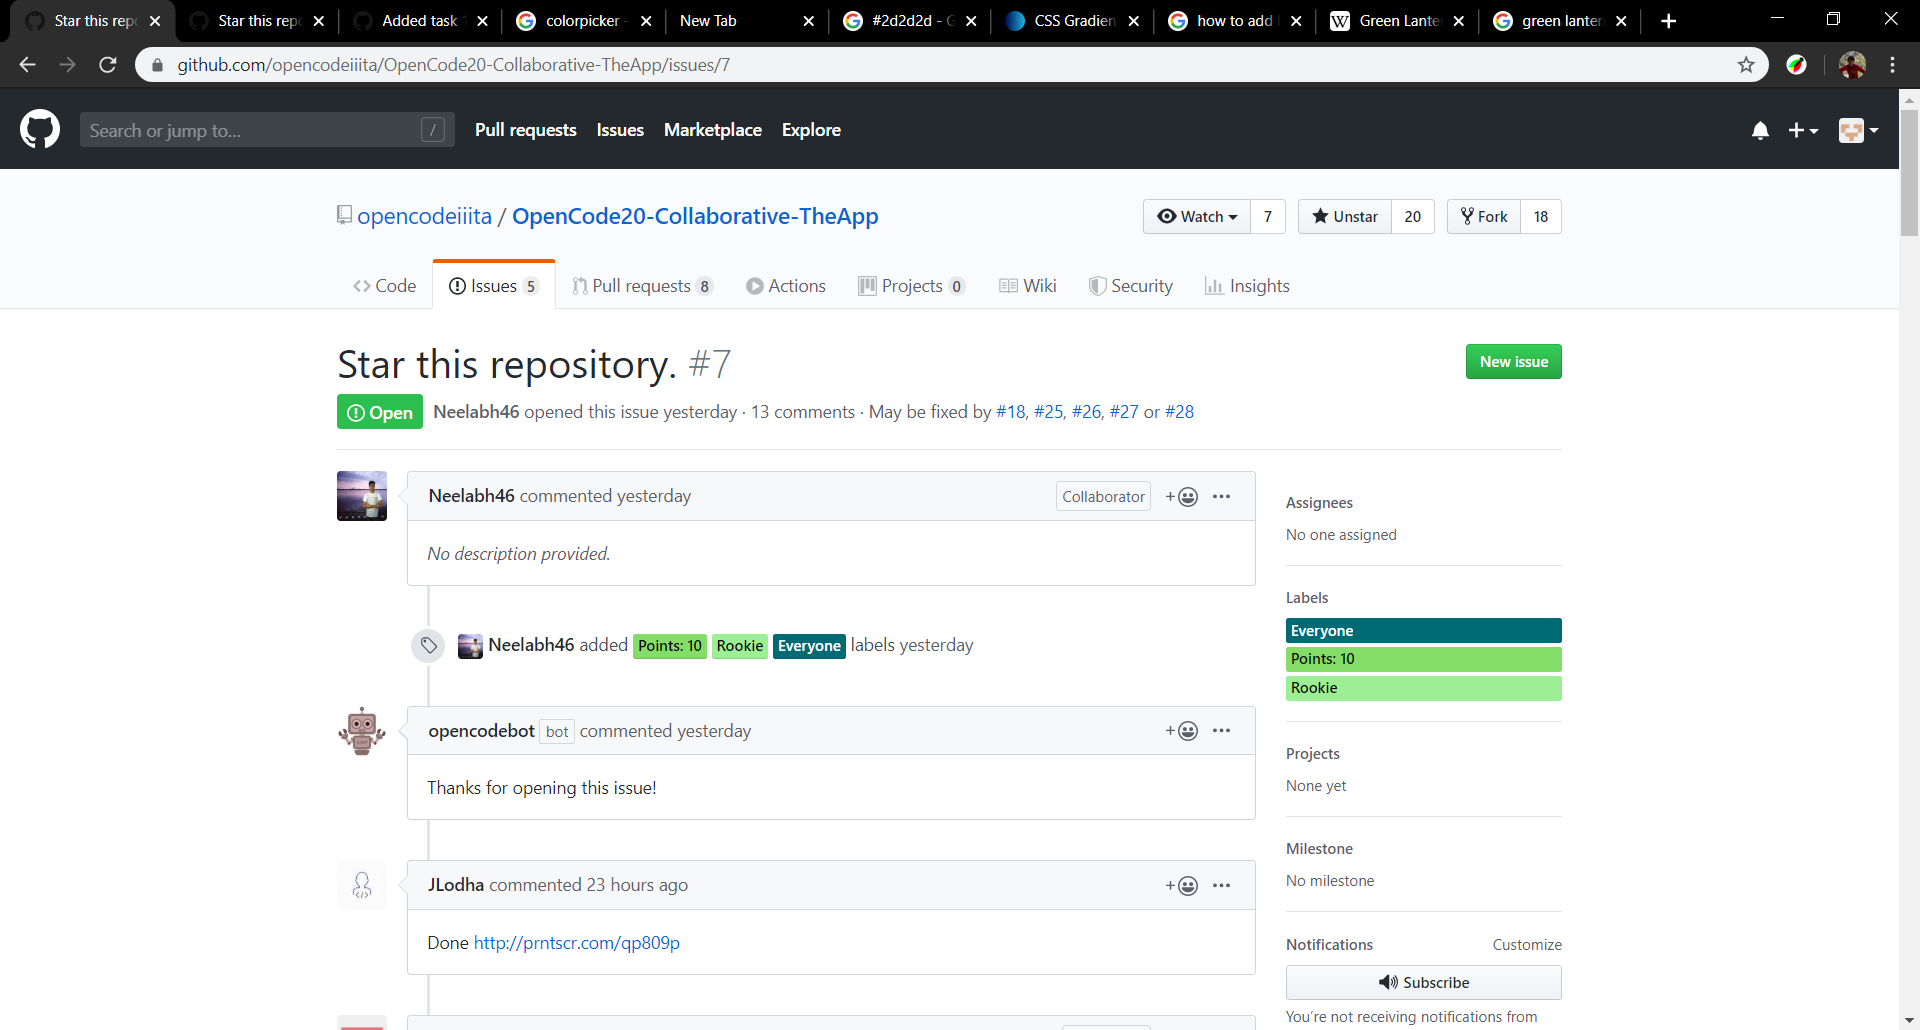 Star this repo
Star this repo
Added task
colorpicker -
New Tab
#2d2d2d - G
CSS Gradien
how to add
Green Lante
green lanter
github.com/opencodeiiita/OpenCode20-Collaborative-TheApp/issues/7
Search or jump to... /
Pull requests Issues Marketplace Explore
opencodeiiita / OpenCode20-Collaborative-TheApp
Watch 7 Unstar 20 Fork 18
Code Issues 5 Pull requests 8 Actions Projects 0 Wiki Security Insights
Star this repository. #7
New issue
Open Neelabh46 opened this issue yesterday · 13 comments · May be fixed by #18, #25, #26, #27 or #28
Neelabh46 commented yesterday Collaborator
No description provided.
Neelabh46 added Points: 10 Rookie Everyone labels yesterday
opencodebot bot commented yesterday
Thanks for opening this issue!
JLodha commented 23 hours ago
Done http://prntscr.com/qp809p
Assignees
No one assigned
Labels
Everyone
Points: 10
Rookie
Projects
None yet
Milestone
No milestone
Notifications Customize
Subscribe
You're not receiving notifications from